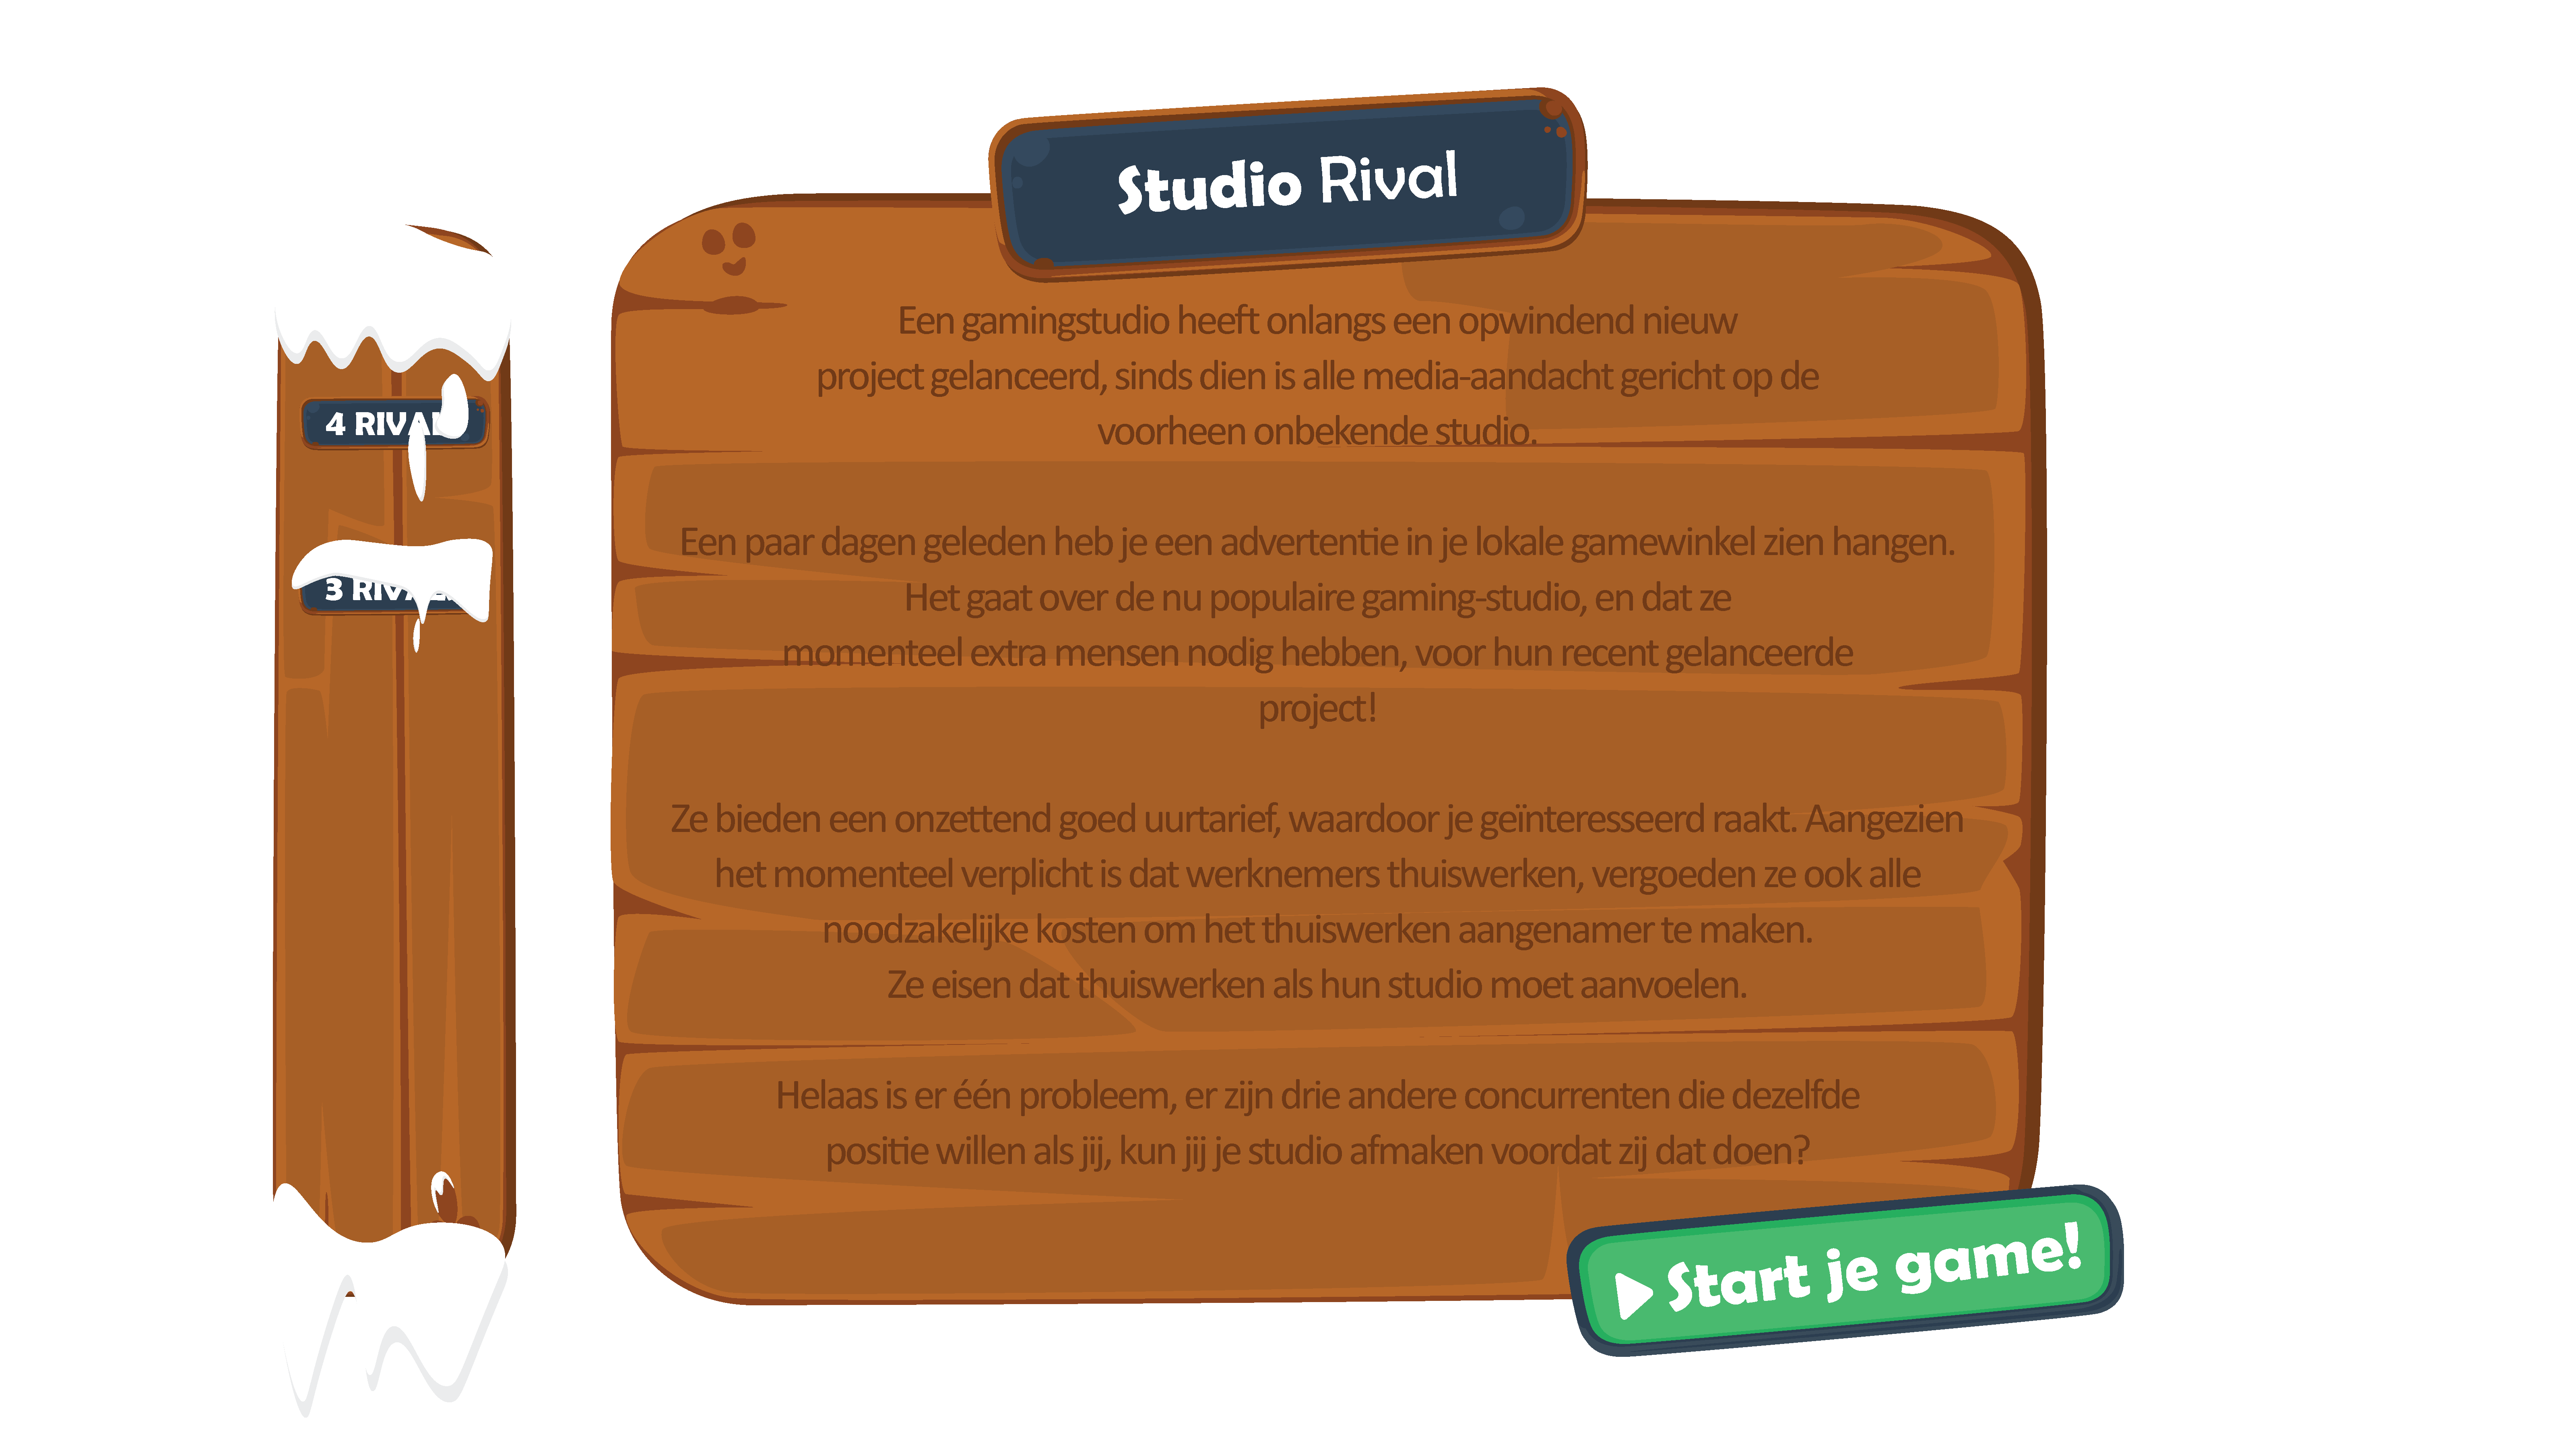 Studio Rival
4 RIVAL
3
Een gamingstudio heeft onlangs een opwindend nieuw
project gelanceerd, sinds dien is alle media-aandacht gericht op de
voorheen onbekende studio.
Een paar dagen geleden heb je een advertentie in je lokale gamewinkel zien hangen.
Het gaat over de nu populaire gaming-studio, en dat ze
momenteel extra mensen nodig hebben, voor hun recent gelanceerde
project!
Ze bieden een onzettend goed uurtarief, waardoor je geïnteresseerd raakt. Aangezien
het momenteel verplicht is dat werknemers thuiswerken, vergoeden ze ook alle
noodzakelijke kosten om het thuiswerken aangenamer te maken.
Ze eisen dat thuiswerken als hun studio moet aanvoelen.
Helaas is er één probleem, er zijn drie andere concurrenten die dezelfde
positie willen als jij, kun jij je studio afmaken voordat zij dat doen?
Start je game!